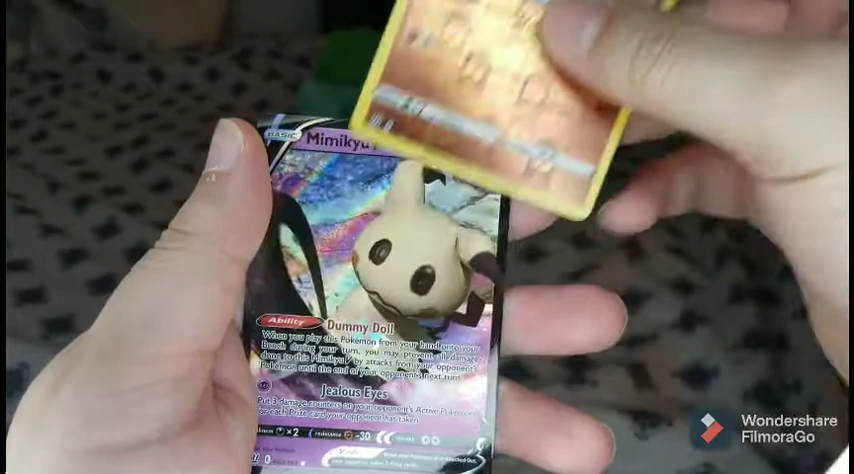 BASIC
Mimikyu
Ability Dummy Doll
When you play this Pokémon from your hand onto your
Bench during your turn, you may prevent all damage
done to this Mimikyu V by attacks from your opponent's
Pokémon until the end of your opponent's next turn.
Jealous Eyes
Put 3 damage counters on your opponent's Active Pokémon
for each Prize card your opponent has taken.
×2 resistance -30
Wondershare
FilmoraGo